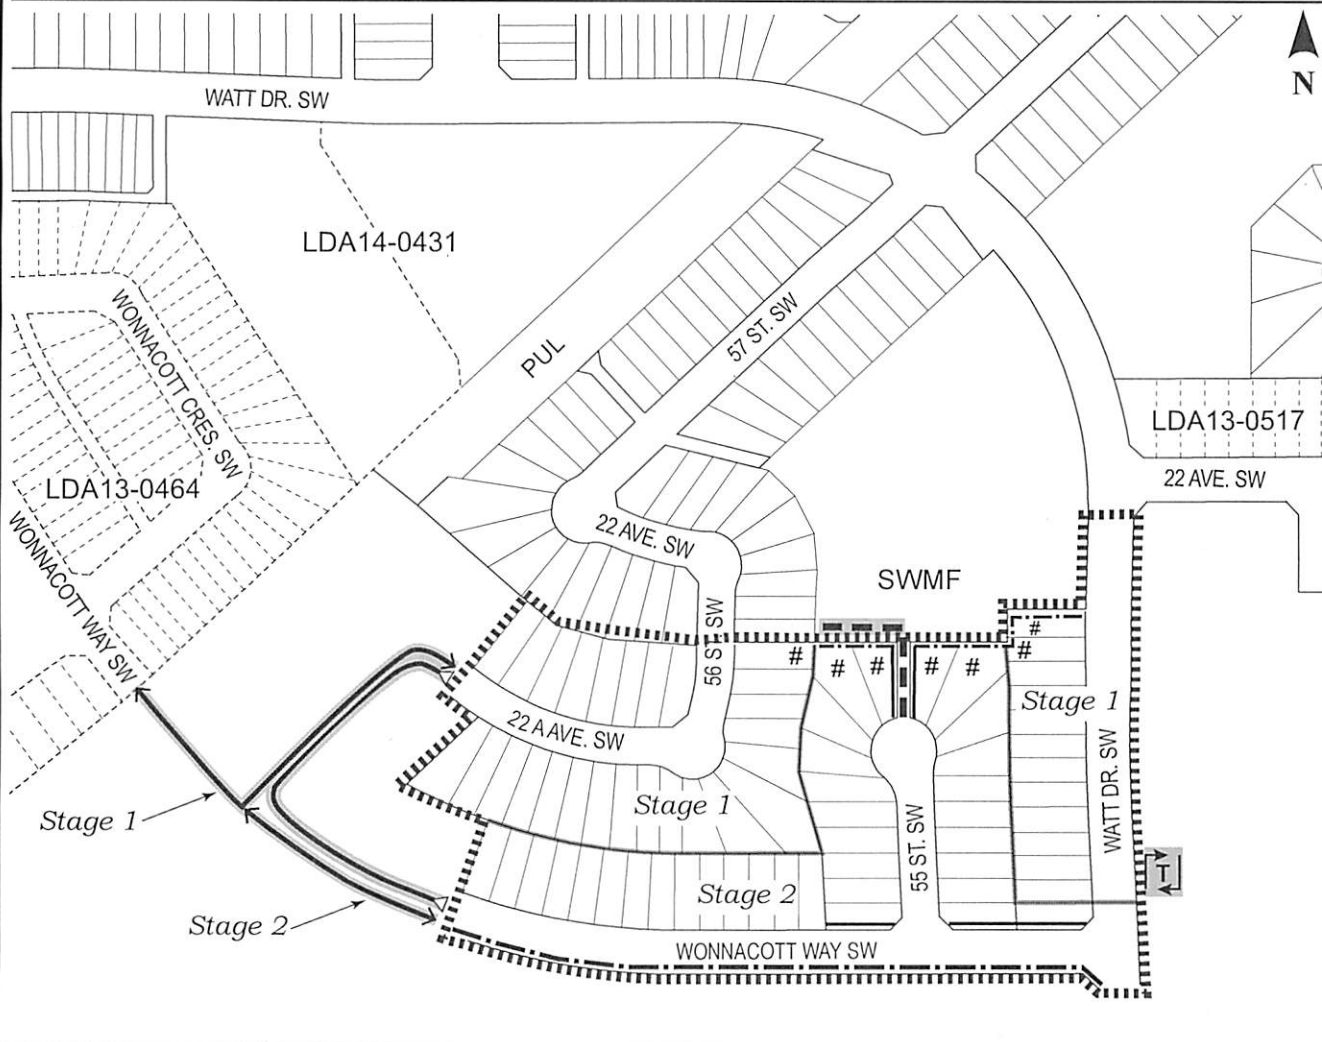 N
WATT DR. SW
LDA14-0431
WONNACOTT CRES. SW
PUL
57 ST. SW
LDA13-0517
22 AVE. SW
LDA13-0464
WONNACOTT WAY SW
22 AVE. SW
SWMF
56 ST. SW
#
#
#
#
#
#
#
Stage 1
22 A AVE. SW
Stage 1
Stage 1
55 ST. SW
WATT DR. SW
T
Stage 2
Stage 2
WONNACOTT WAY SW